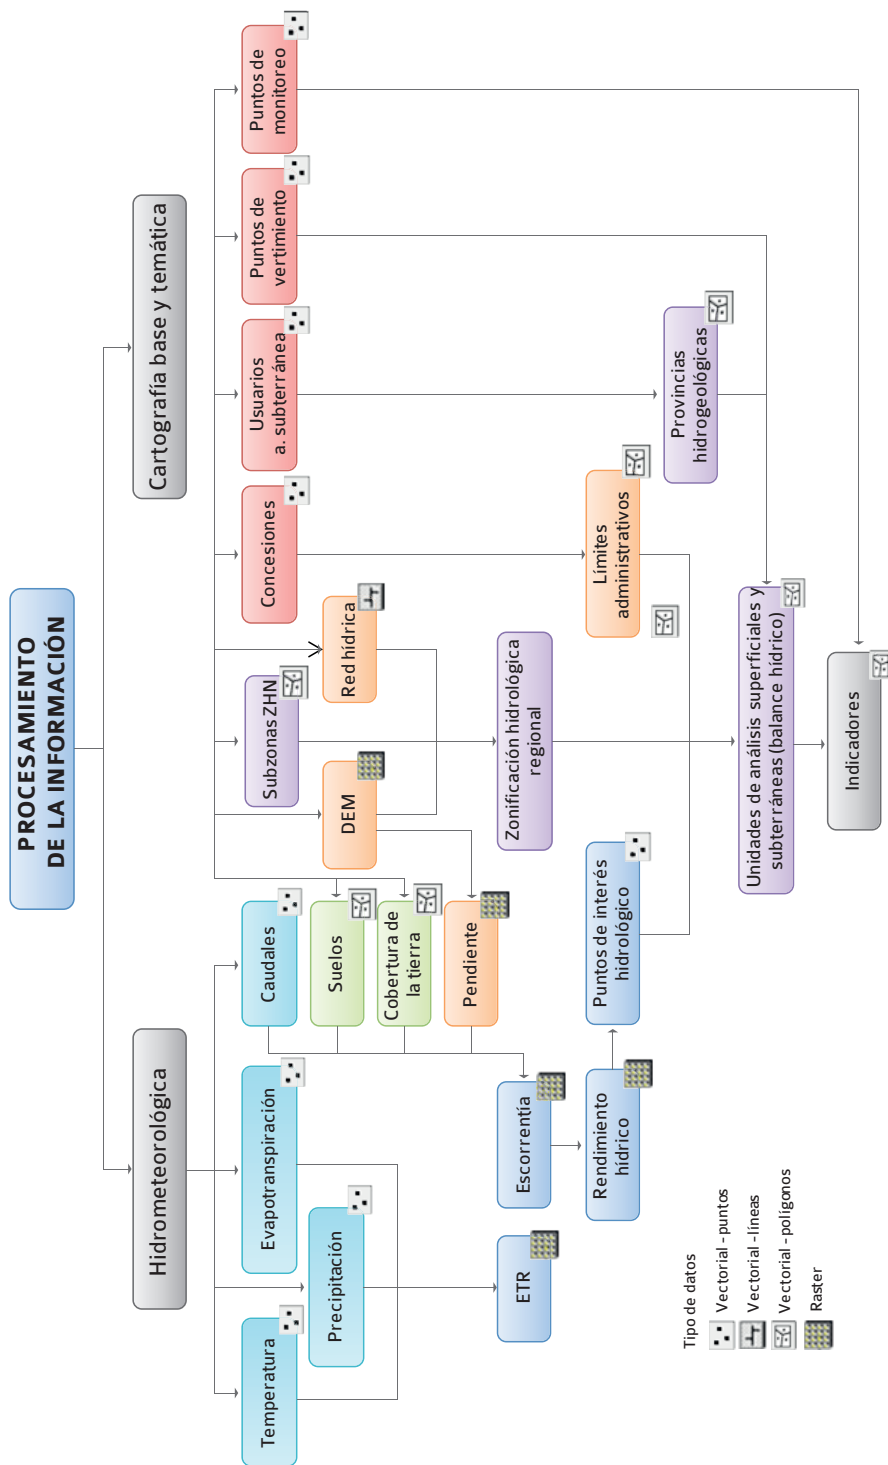 PROCESAMIENTO
DE LA INFORMACIÓN
Hidrometeorológica
Cartografía base y temática
Temperatura
Precipitación
Evapotranspiración
Caudales
Suelos
Cobertura de
la tierra
Pendiente
DEM
Subzonas ZHN
Red hídrica
Concesiones
Usuarios
a. subterránea
Puntos de
vertimiento
Puntos de
monitoreo
ETR
Escorrentía
Zonificación hidrológica
regional
Rendimiento
hídrico
Puntos de interés
hidrológico
Límites
administrativos
Provincias
hidrogeológicas
Unidades de análisis superficiales y
subterráneas (balance hídrico)
Indicadores
Tipo de datos
Vectorial - puntos
Vectorial - líneas
Vectorial - polígonos
Raster